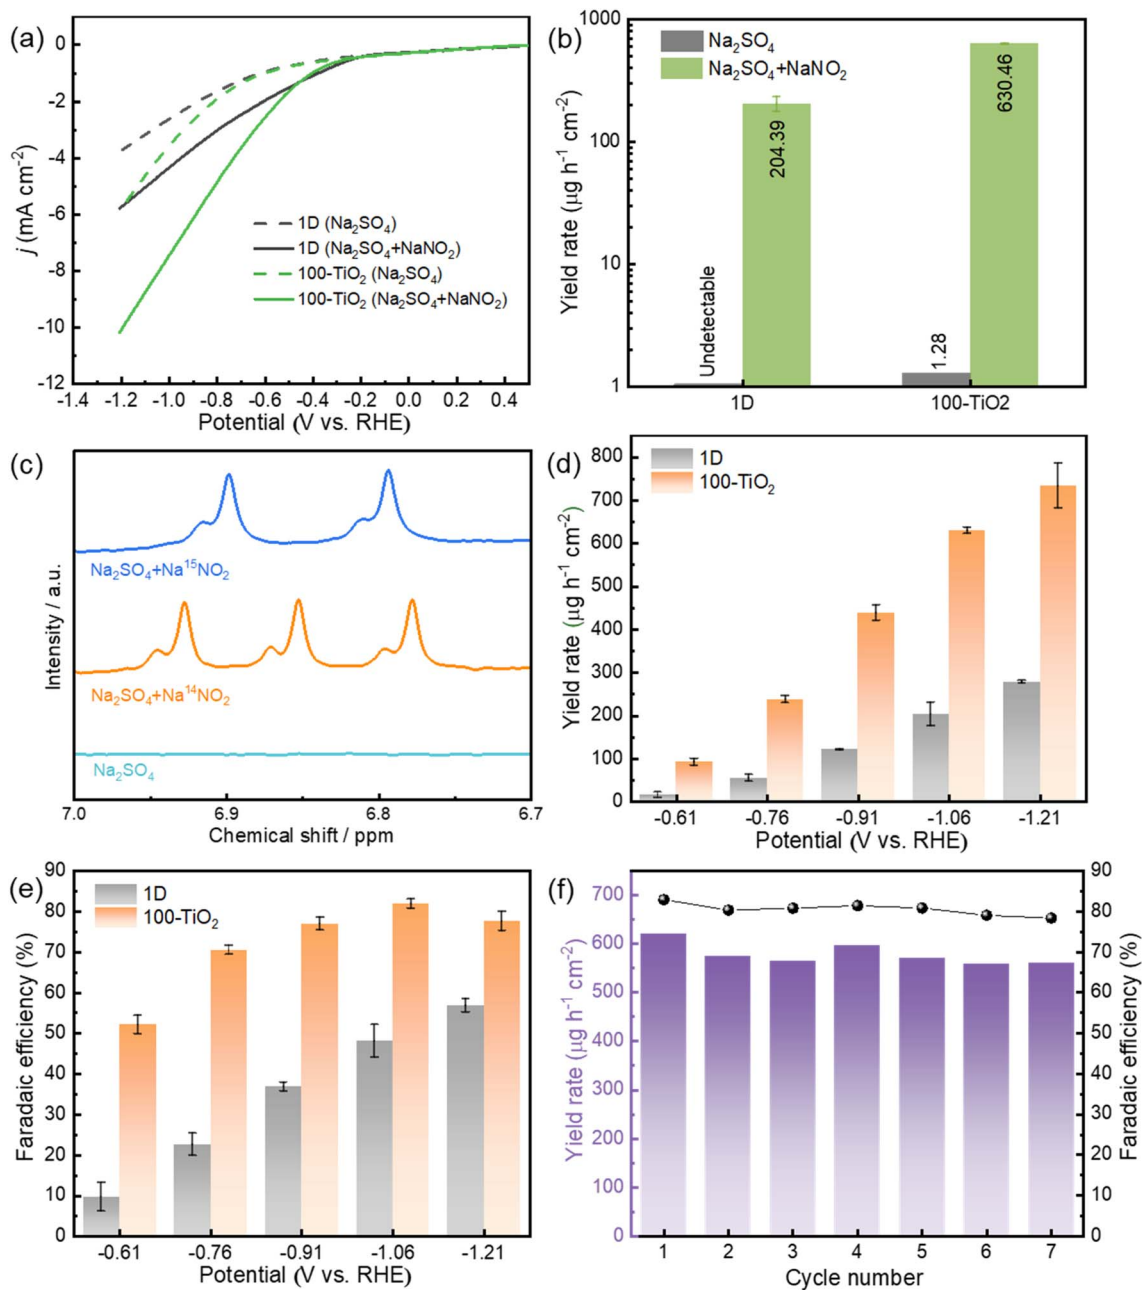 (a)
0
-2
-4
-6
-8
-10
-12
j (mA cm⁻²)
1D (Na₂SO₄)
1D (Na₂SO₄+NaNO₂)
100-TiO₂ (Na₂SO₄)
100-TiO₂ (Na₂SO₄+NaNO₂)
-1.4 -1.2 -1.0 -0.8 -0.6 -0.4 -0.2 0.0 0.2 0.4
Potential (V vs. RHE)
(b)
1000
100
10
1
Yield rate (μg h⁻¹ cm⁻²)
Na₂SO₄
Na₂SO₄+NaNO₂
Undetectable
204.39
1.28
630.46
1D 100-TiO2
(c)
Intensity / a.u.
Na₂SO₄+Na¹⁵NO₂
Na₂SO₄+Na¹⁴NO₂
Na₂SO₄
7.0 6.9 6.8 6.7
Chemical shift / ppm
(d)
800
700
600
500
400
300
200
100
0
Yield rate (μg h⁻¹ cm⁻²)
1D
100-TiO₂
-0.61 -0.76 -0.91 -1.06 -1.21
Potential (V vs. RHE)
(e)
90
80
70
60
50
40
30
20
10
0
Faradaic efficiency (%)
1D
100-TiO₂
-0.61 -0.76 -0.91 -1.06 -1.21
Potential (V vs. RHE)
(f)
700
600
500
400
300
200
100
0
Yield rate (μg h⁻¹ cm⁻²)
90
80
70
60
50
40
30
20
10
0
Faradaic efficiency (%)
1 2 3 4 5 6 7
Cycle number